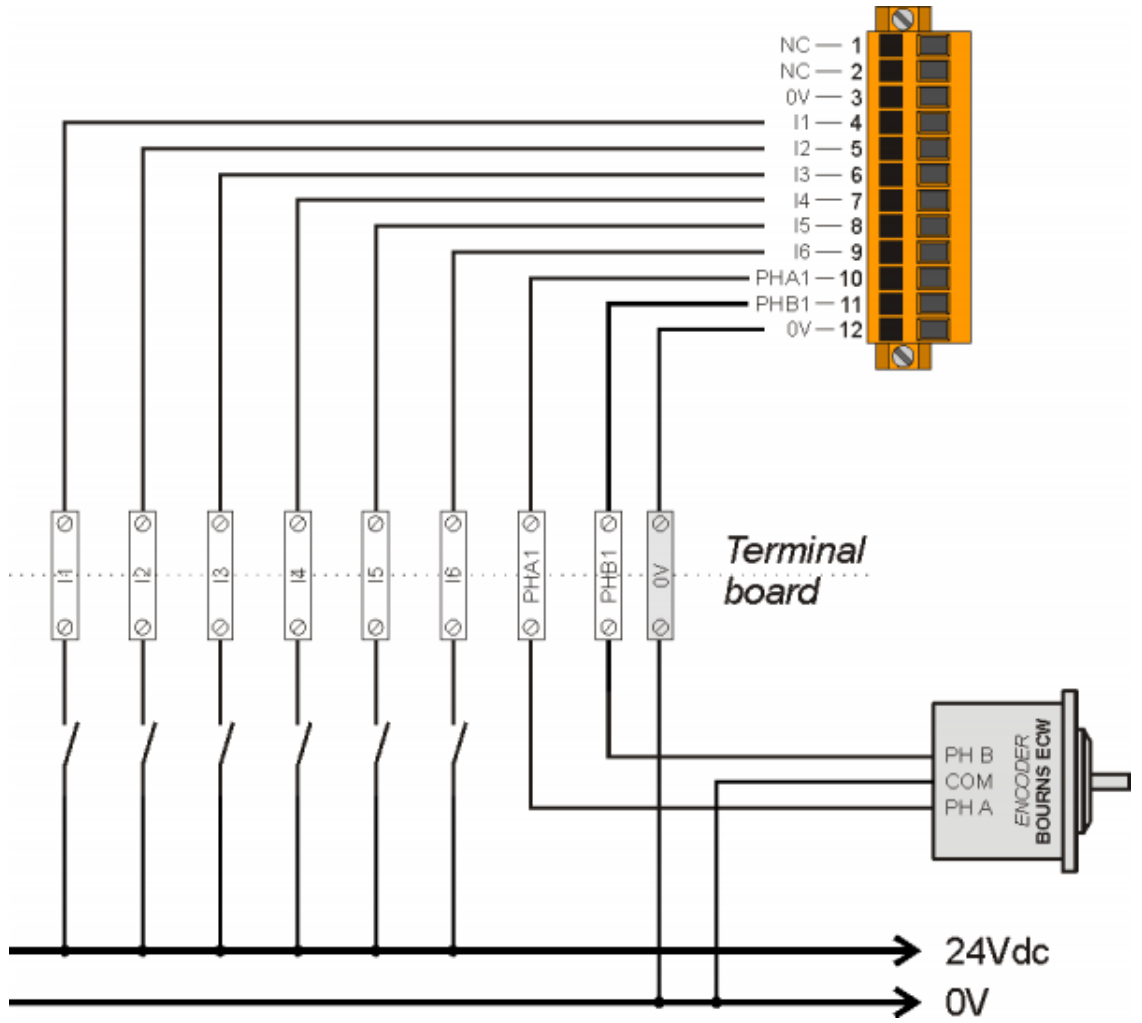 NC — 1
NC — 2
0V — 3
I1 — 4
I2 — 5
I3 — 6
I4 — 7
I5 — 8
I6 — 9
PHA1 — 10
PHB1 — 11
0V — 12
I1
I2
I3
I4
I5
I6
PHA1
PHB1
0V
Terminal
board
PH B
COM
PH A
ENCODER
BOURNS ECW
24Vdc
0V